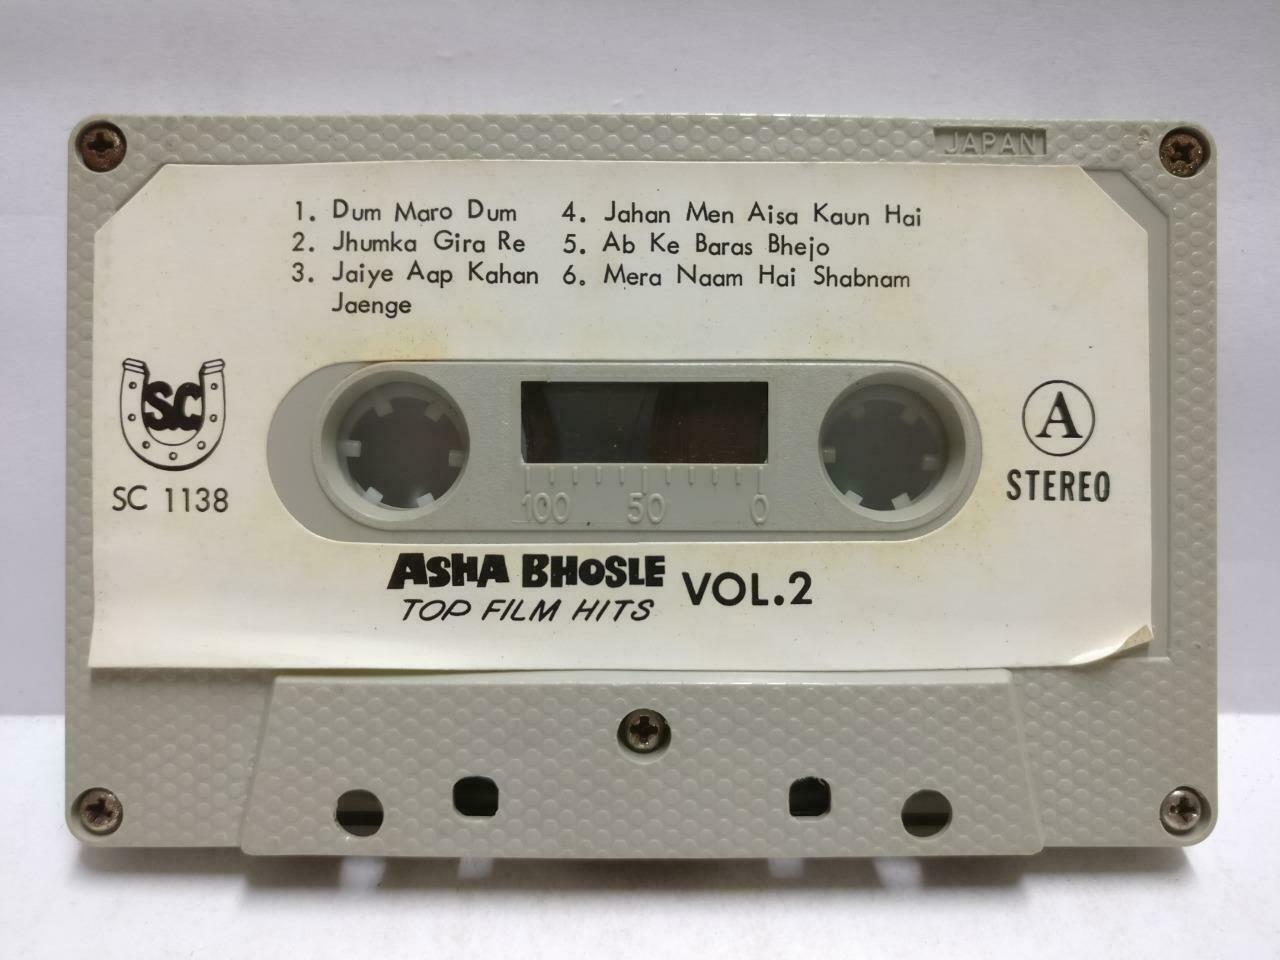 JAPAN
1. Dum Maro Dum
2. Jhumka Gira Re
3. Jaiye Aap Kahan
Jaenge
4. Jahan Men Aisa Kaun Hai
5. Ab Ke Baras Bhejo
6. Mera Naam Hai Shabnam
SC
SC 1138
A
STEREO
100 50 0
ASHA BHOSLE
TOP FILM HITS
VOL.2